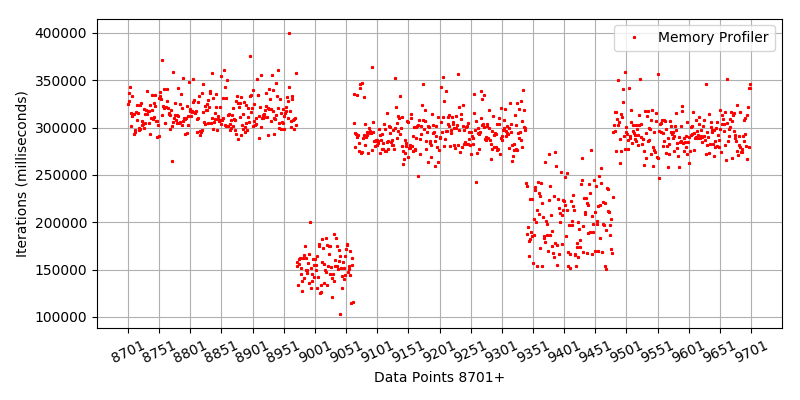 400000
350000
300000
250000
200000
150000
100000
Iterations (milliseconds)
Memory Profiler
8701 8751 8801 8851 8901 8951 9001 9051 9101 9151 9201 9251 9301 9351 9401 9451 9501 9551 9601 9651 9701
Data Points 8701+